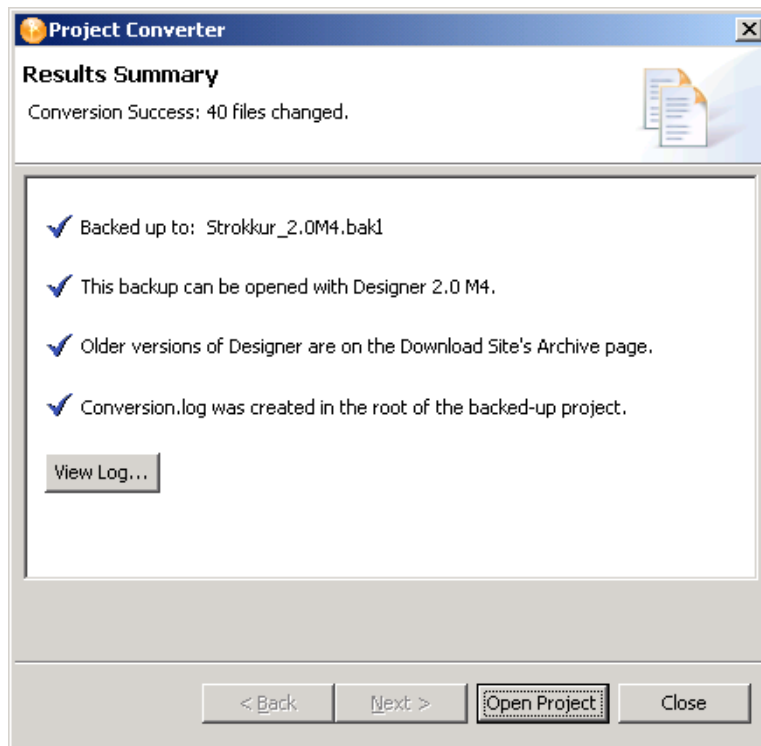 Project Converter
Results Summary
Conversion Success: 40 files changed.
Backed up to: Strokkur_2.0M4.bak1
This backup can be opened with Designer 2.0 M4.
Older versions of Designer are on the Download Site's Archive page.
Conversion.log was created in the root of the backed-up project.
View Log...
< Back
Next >
Open Project
Close